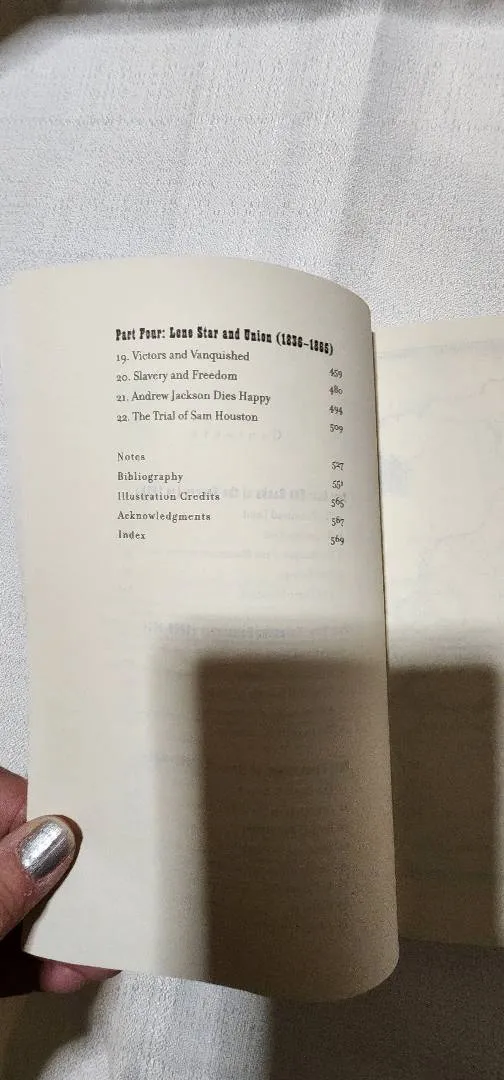 Part Four: Lone Star and Union (1836–1865)
19. Victors and Vanquished 459
20. Slavery and Freedom 480
21. Andrew Jackson Dies Happy 494
22. The Trial of Sam Houston 509
Notes 527
Bibliography 551
Illustration Credits 565
Acknowledgments 567
Index 569